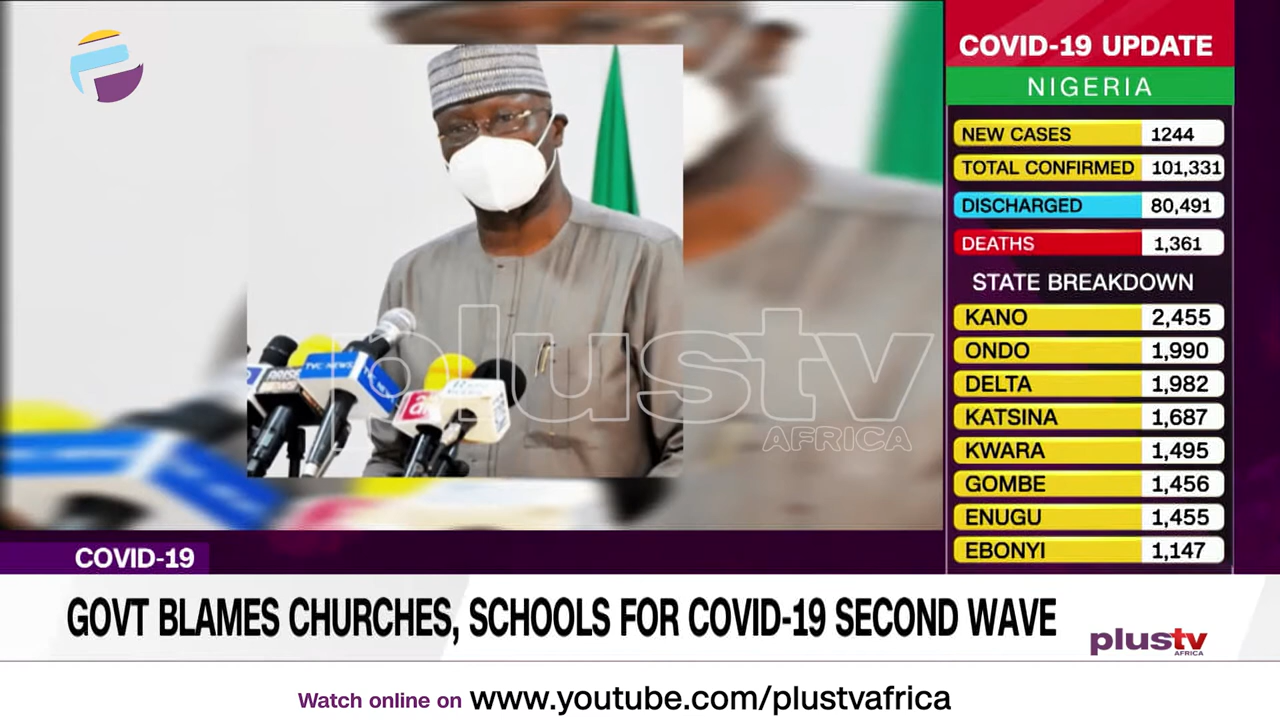 COVID-19 UPDATE
NIGERIA
NEW CASES 1244
TOTAL CONFIRMED 101,331
DISCHARGED 80,491
DEATHS 1,361
STATE BREAKDOWN
KANO 2,455
ONDO 1,990
DELTA 1,982
KATSINA 1,687
KWARA 1,495
GOMBE 1,456
ENUGU 1,455
EBONYI 1,147
TVC NEWS
plustv
AFRICA
COVID-19
GOVT BLAMES CHURCHES, SCHOOLS FOR COVID-19 SECOND WAVE
plustv
AFRICA
Watch online on www.youtube.com/plustvafrica